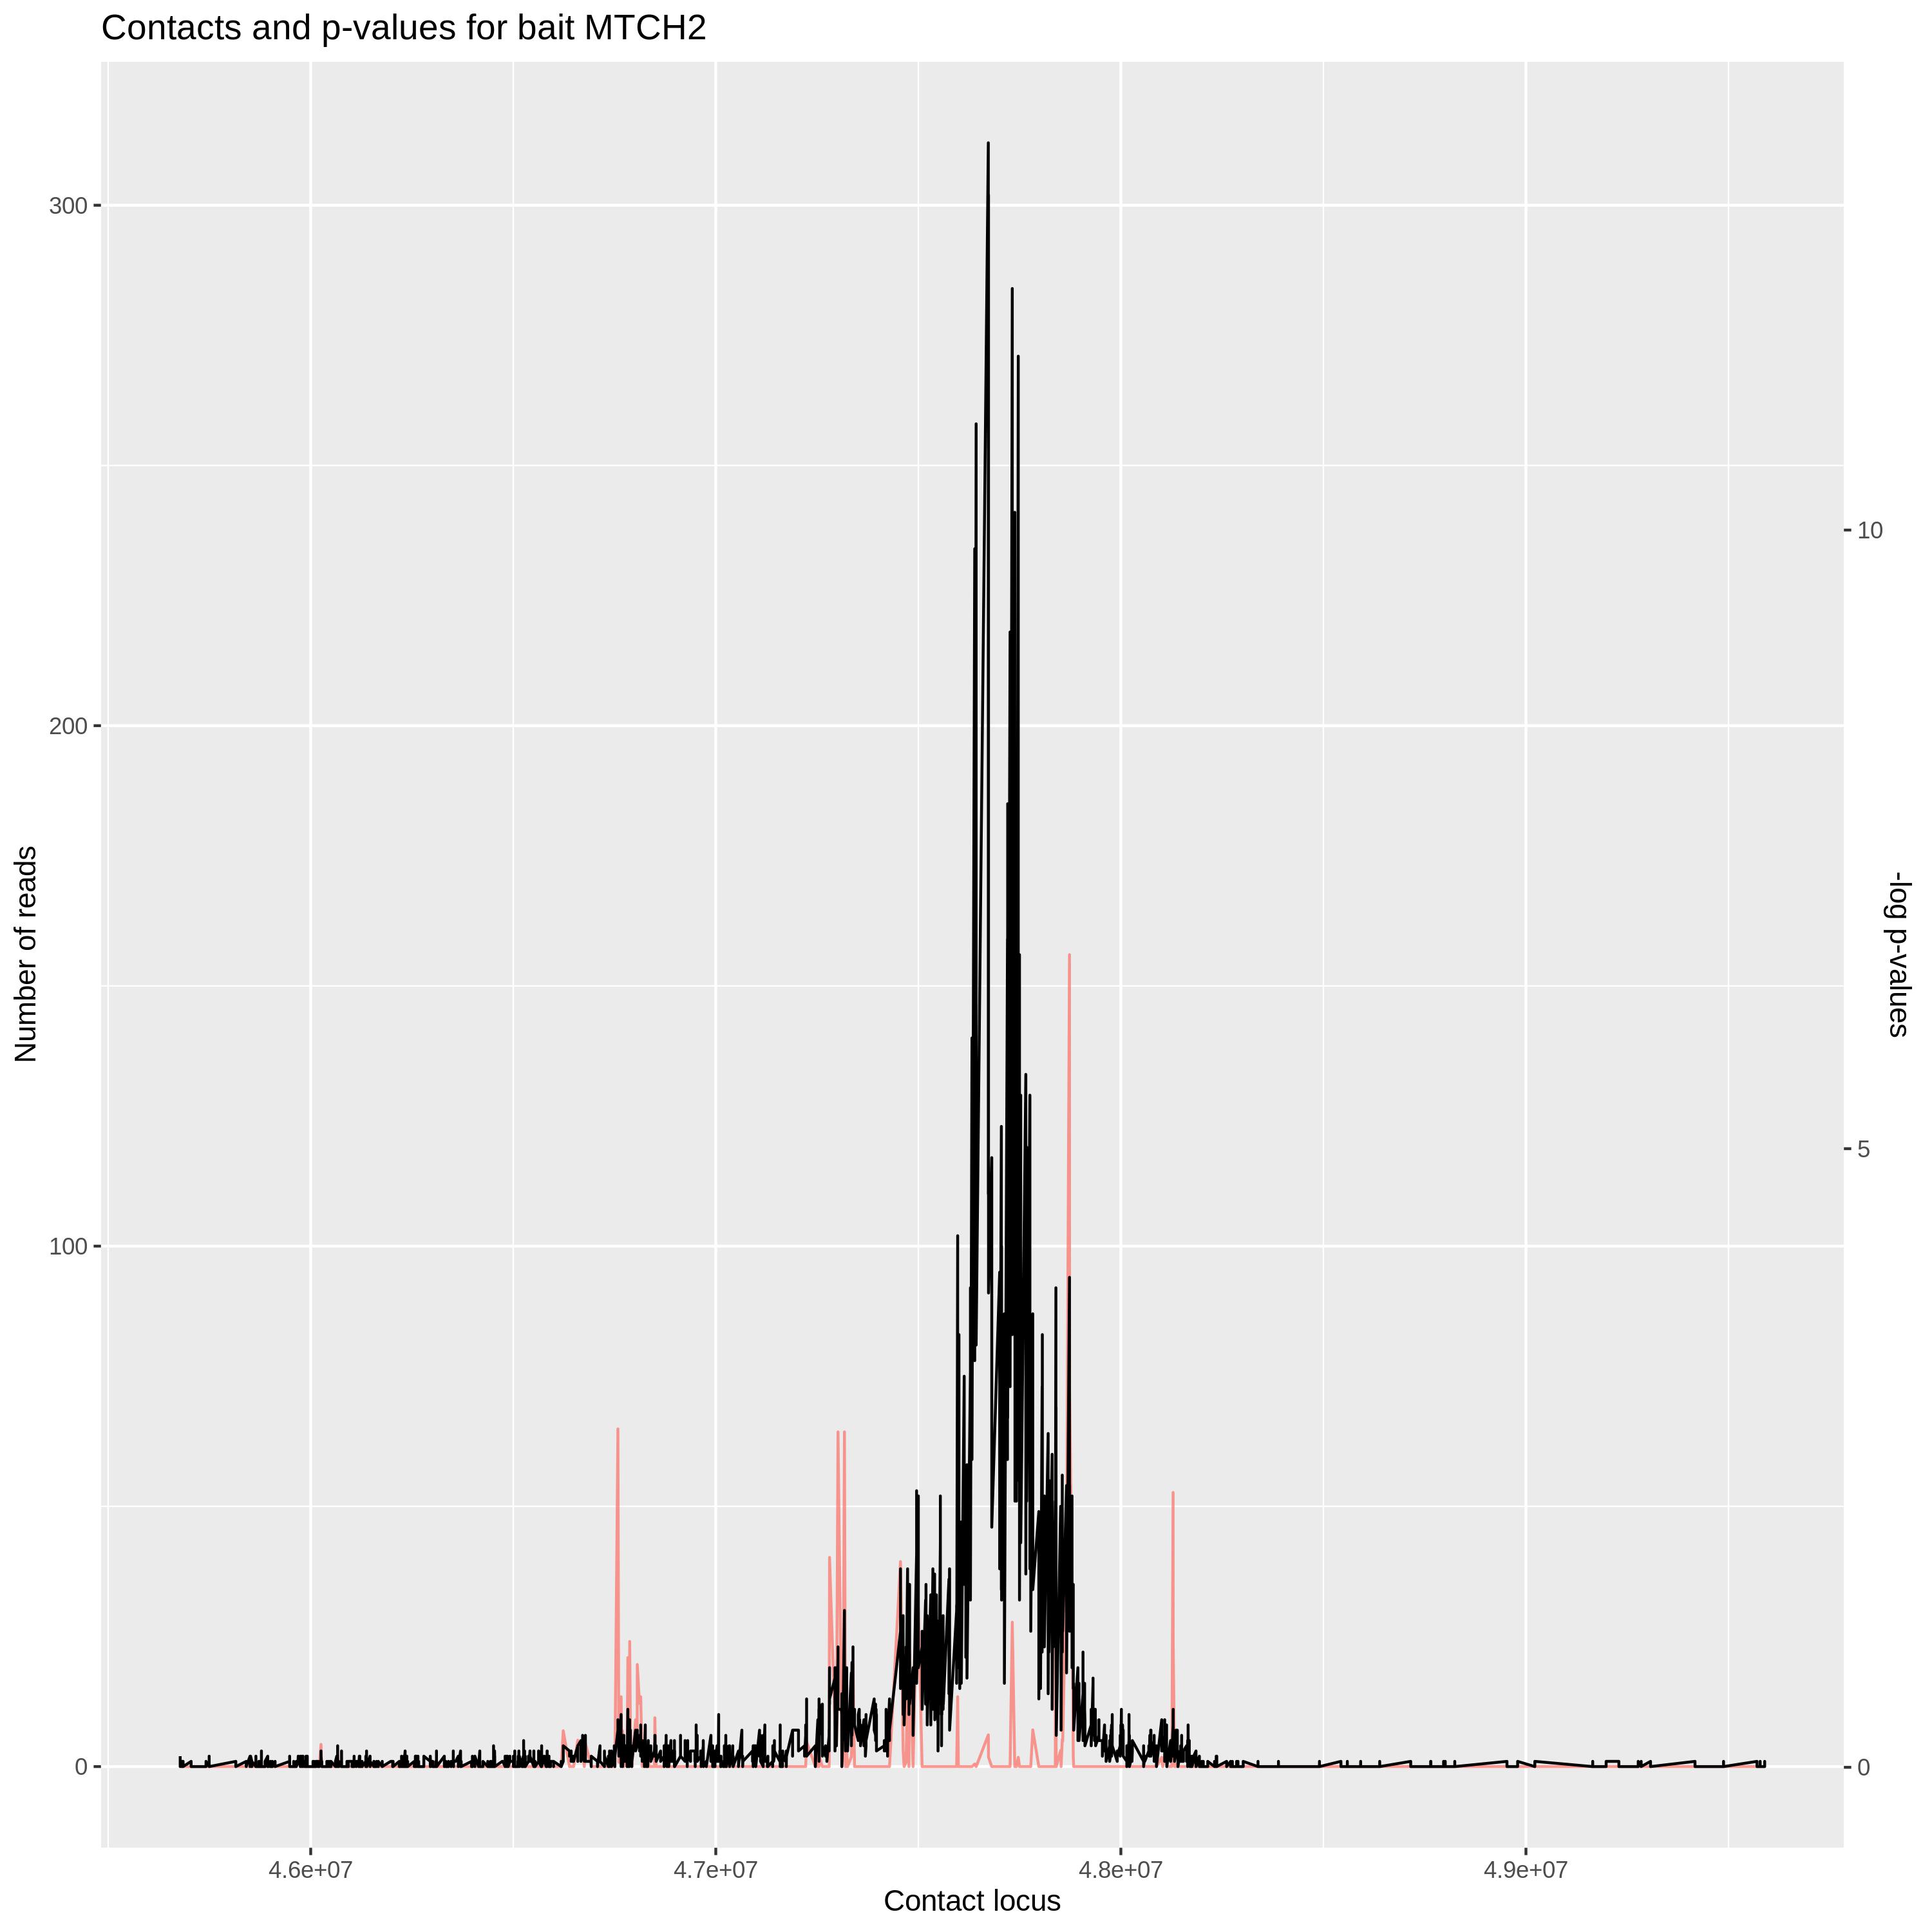 Contacts and p-values for bait MTCH2
300
200
100
0
Number of reads
10
5
0
-log p-values
4.6e+07
4.7e+07
4.8e+07
4.9e+07
Contact locus